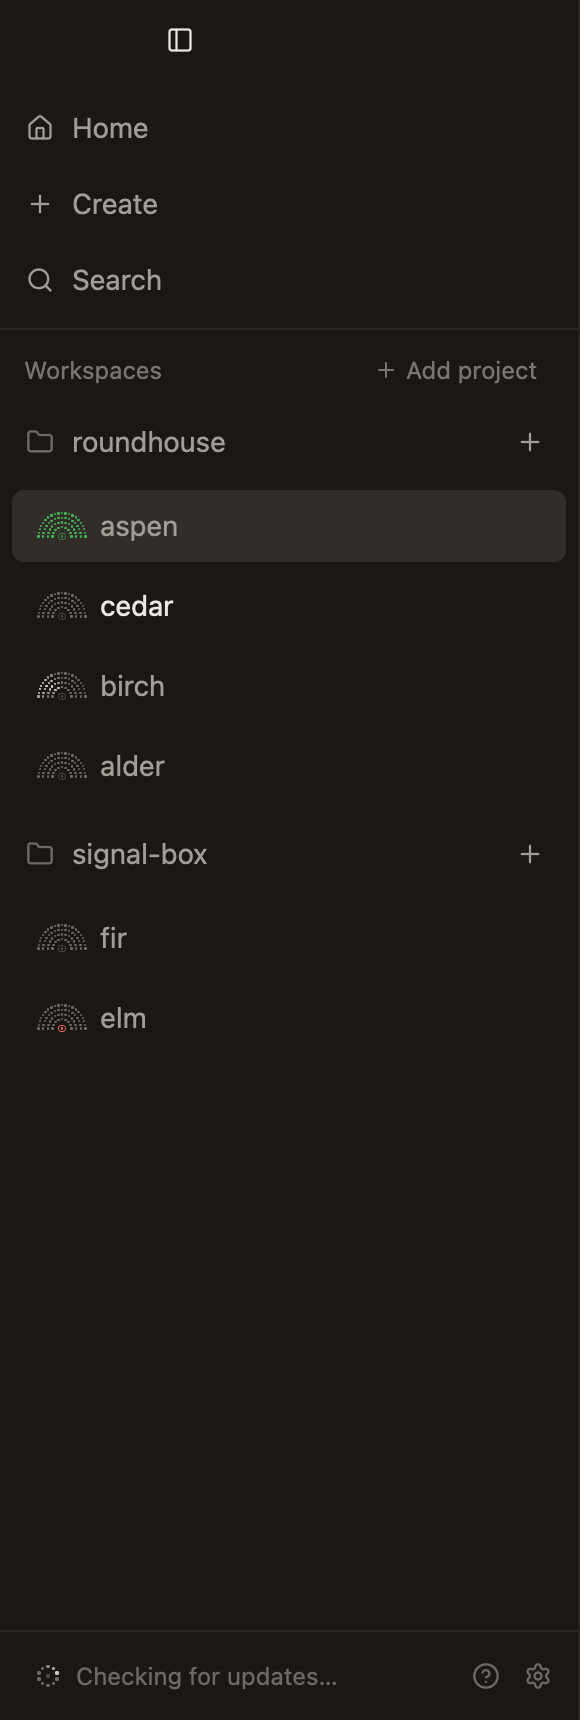 Home
Create
Search
Workspaces + Add project
roundhouse
aspen
cedar
birch
alder
signal-box
fir
elm
Checking for updates...